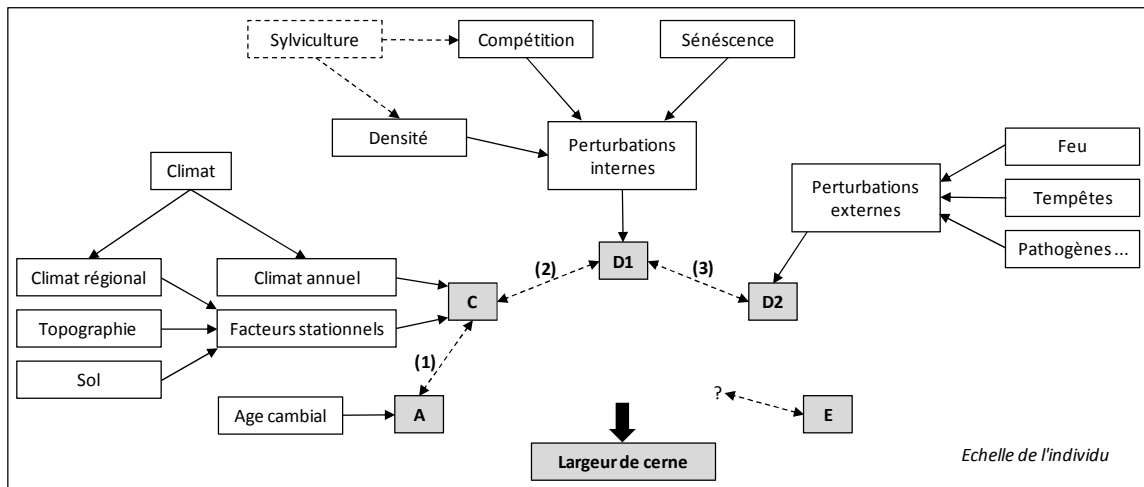 Sylviculture
Compétition
Sénéscence
Densité
Perturbations
internes
Feu
Climat
Perturbations
externes
Tempêtes
Pathogènes ...
Climat régional
Climat annuel
(2)
D1
(3)
C
D2
Topographie
Facteurs stationnels
Sol
(1)
Age cambial
A
?
E
Largeur de cerne
Echelle de l'individu